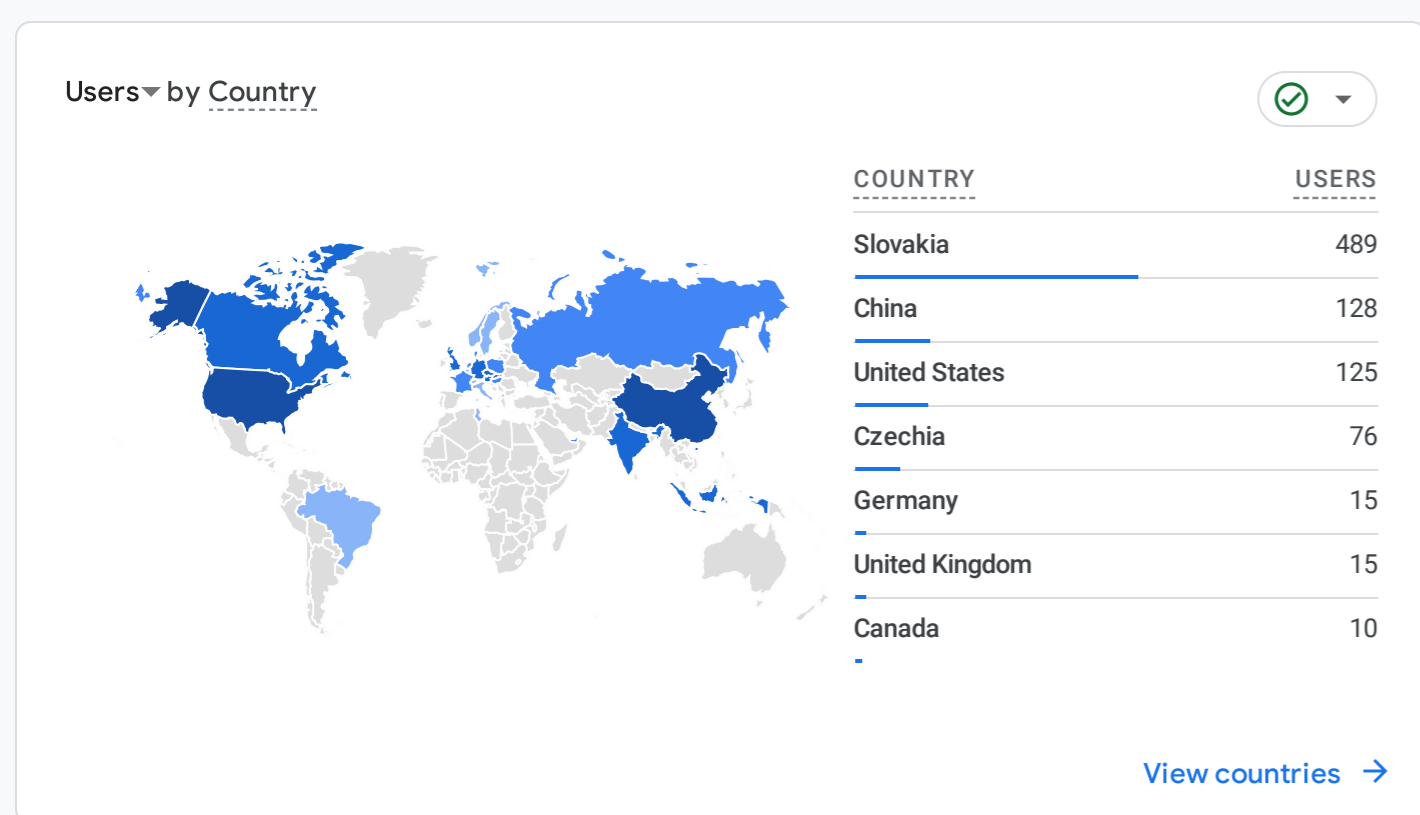 Users by Country
COUNTRY USERS
Slovakia 489
China 128
United States 125
Czechia 76
Germany 15
United Kingdom 15
Canada 10
View countries